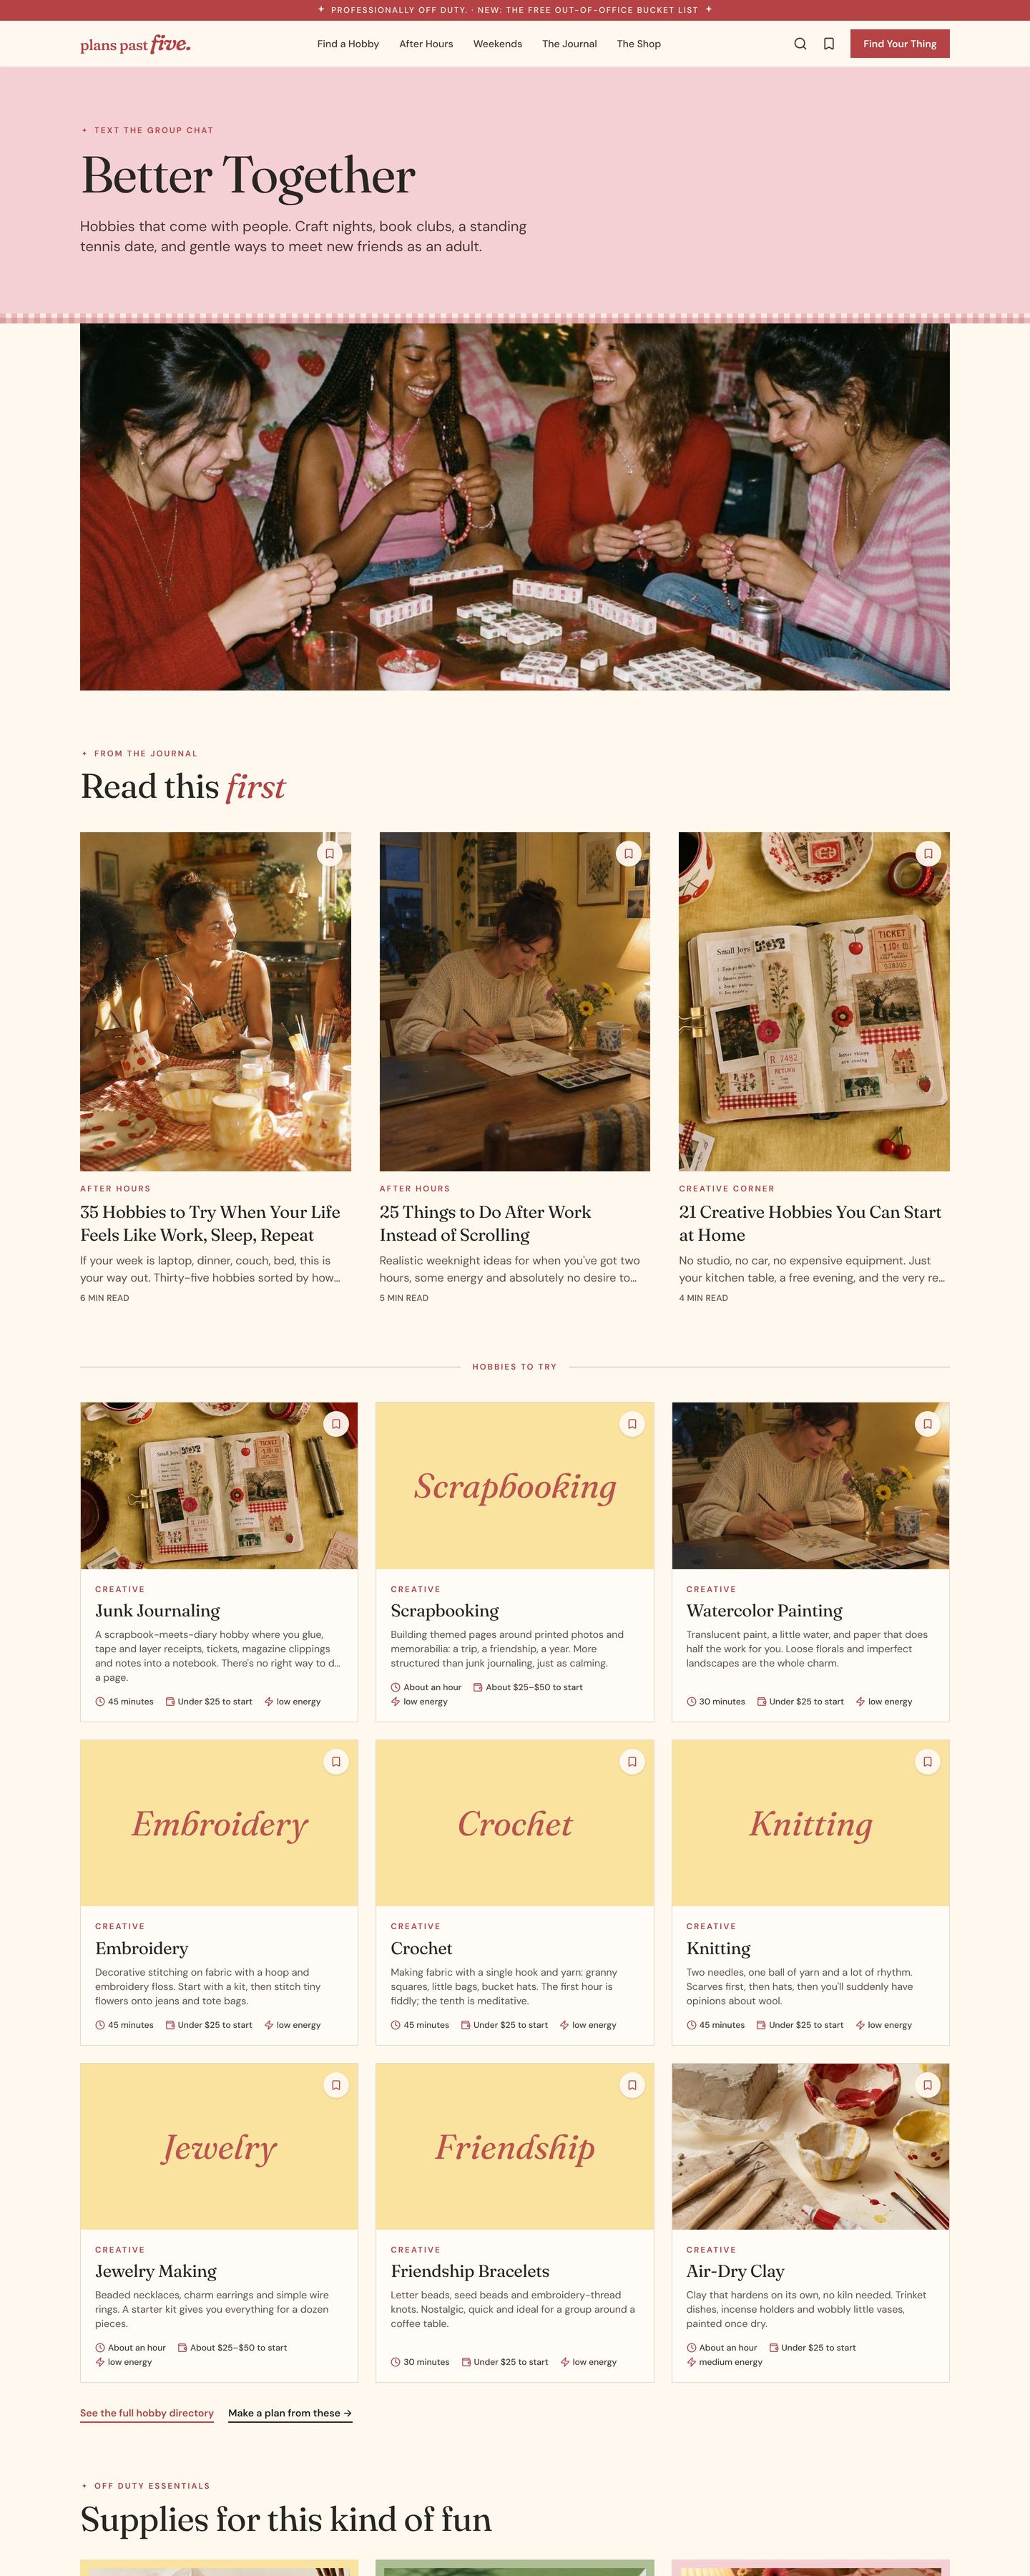 PROFESSIONALLY OFF DUTY. · NEW: THE FREE OUT-OF-OFFICE BUCKET LIST
plans past five.
Find a Hobby
After Hours
Weekends
The Journal
The Shop
Find Your Thing
TEXT THE GROUP CHAT
Better Together
Hobbies that come with people. Craft nights, book clubs, a standing
tennis date, and gentle ways to meet new friends as an adult.
FROM THE JOURNAL
Read this first
Small Joys
TICKET
R 7482
RETURN
better things
are coming
AFTER HOURS
35 Hobbies to Try When Your Life
Feels Like Work, Sleep, Repeat
If your week is laptop, dinner, couch, bed, this is
your way out. Thirty-five hobbies sorted by how…
6 MIN READ
AFTER HOURS
25 Things to Do After Work
Instead of Scrolling
Realistic weeknight ideas for when you've got two
hours, some energy and absolutely no desire to…
5 MIN READ
CREATIVE CORNER
21 Creative Hobbies You Can Start
at Home
No studio, no car, no expensive equipment. Just
your kitchen table, a free evening, and the very re…
4 MIN READ
HOBBIES TO TRY
Small Joys
TICKET
R 7482
RETURN
CREATIVE
Junk Journaling
A scrapbook-meets-diary hobby where you glue,
tape and layer receipts, tickets, magazine clippings
and notes into a notebook. There's no right way to d…
a page.
45 minutes
Under $25 to start
low energy
Scrapbooking
CREATIVE
Scrapbooking
Building themed pages around printed photos and
memorabilia: a trip, a friendship, a year. More
structured than junk journaling, just as calming.
About an hour
About $25–$50 to start
low energy
CREATIVE
Watercolor Painting
Translucent paint, a little water, and paper that does
half the work for you. Loose florals and imperfect
landscapes are the whole charm.
30 minutes
Under $25 to start
low energy
Embroidery
CREATIVE
Embroidery
Decorative stitching on fabric with a hoop and
embroidery floss. Start with a kit, then stitch tiny
flowers onto jeans and tote bags.
45 minutes
Under $25 to start
low energy
Crochet
CREATIVE
Crochet
Making fabric with a single hook and yarn: granny
squares, little bags, bucket hats. The first hour is
fiddly; the tenth is meditative.
45 minutes
Under $25 to start
low energy
Knitting
CREATIVE
Knitting
Two needles, one ball of yarn and a lot of rhythm.
Scarves first, then hats, then you'll suddenly have
opinions about wool.
45 minutes
Under $25 to start
low energy
Jewelry
CREATIVE
Jewelry Making
Beaded necklaces, charm earrings and simple wire
rings. A starter kit gives you everything for a dozen
pieces.
About an hour
About $25–$50 to start
low energy
Friendship
CREATIVE
Friendship Bracelets
Letter beads, seed beads and embroidery-thread
knots. Nostalgic, quick and ideal for a group around a
coffee table.
30 minutes
Under $25 to start
low energy
CREATIVE
Air-Dry Clay
Clay that hardens on its own, no kiln needed. Trinket
dishes, incense holders and wobbly little vases,
painted once dry.
About an hour
Under $25 to start
medium energy
See the full hobby directory
Make a plan from these →
OFF DUTY ESSENTIALS
Supplies for this kind of fun